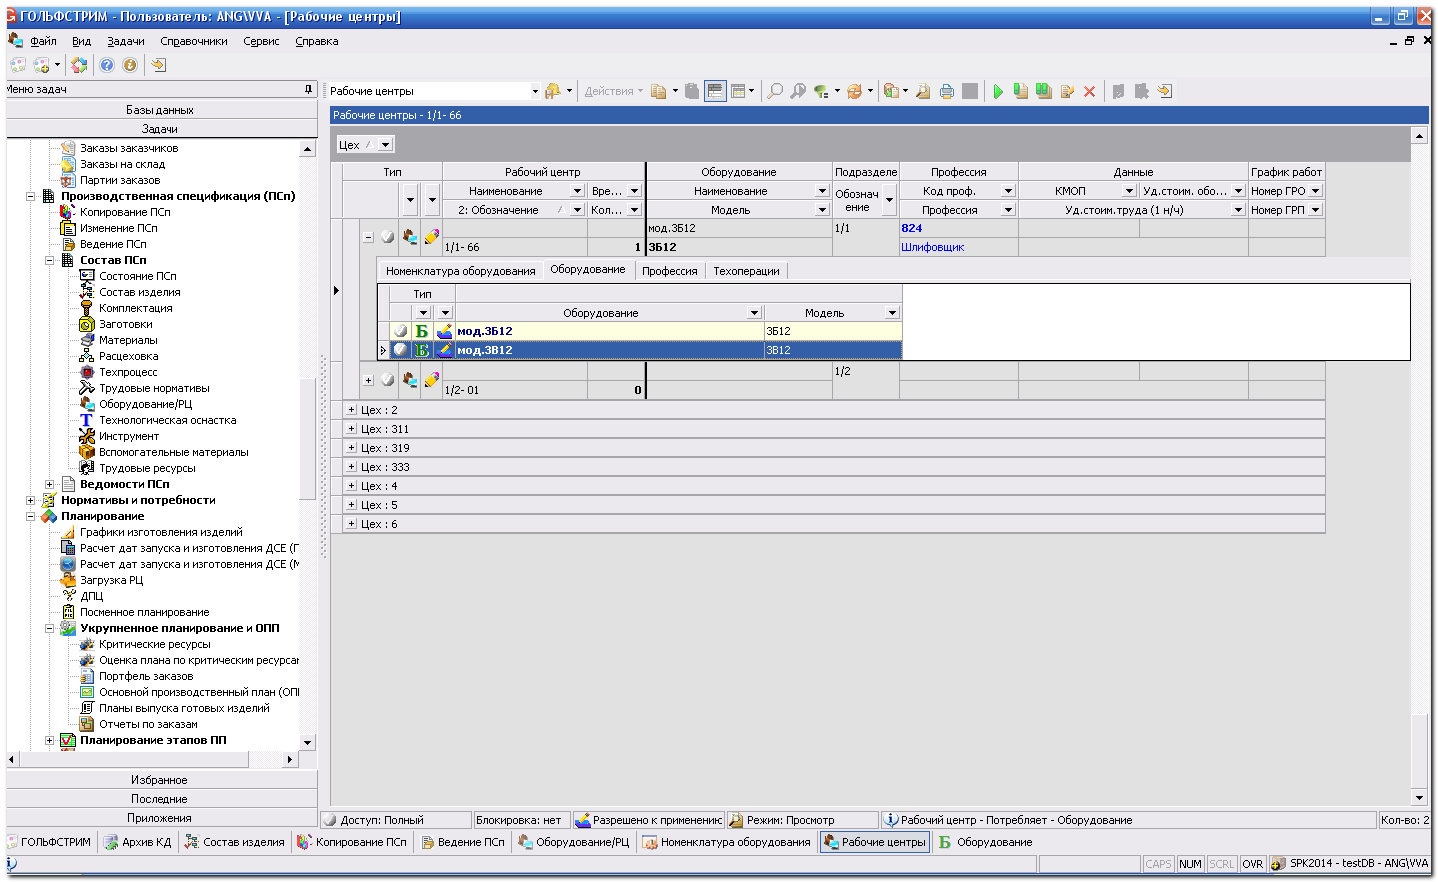 ГОЛЬФСТРИМ - Пользователь: ANG\VVA - [Рабочие центры]
Файл Вид Задачи Справочники Сервис Справка
Меню задач
Базы данных
Задачи
Заказы заказчиков
Заказы на склад
Партии заказов
Производственная спецификация (ПСп)
Копирование ПСп
Изменение ПСп
Ведение ПСп
Состав ПСп
Состояние ПСп
Состав изделия
Комплектация
Заготовки
Материалы
Расцеховка
Техпроцесс
Трудовые нормативы
Оборудование/РЦ
Технологическая оснастка
Инструмент
Вспомогательные материалы
Трудовые ресурсы
Ведомости ПСп
Нормативы и потребности
Планирование
Графики изготовления изделий
Расчет дат запуска и изготовления ДСЕ (Г
Расчет дат запуска и изготовления ДСЕ (М
Загрузка РЦ
ДПЦ
Посменное планирование
Укрупненное планирование и ОПП
Критические ресурсы
Оценка плана по критическим ресурсам
Портфель заказов
Основной производственный план (ОПП
Планы выпуска готовых изделий
Отчеты по заказам
Планирование этапов ПП
Избранное
Последние
Приложения
Рабочие центры Действия
Рабочие центры - 1/1- 66
Цех
Тип Рабочий центр Оборудование Подразделе Профессия Данные График работ
Наименование Вре... Наименование Обознач ение Код проф. КМОП Уд.стоим. обо... Номер ГРО
2: Обозначение Кол... Модель Профессия Уд.стоим.труда (1 н/ч) Номер ГРП
мод.3Б12 1/1 824
1/1- 66 1 3Б12 Шлифовщик
Номенклатура оборудования Оборудование Профессия Техоперации
Тип
Оборудование Модель
Б мод.3Б12 3Б12
Б мод.3В12 3В12
1/2
1/2- 01 0
Цех : 2
Цех : 311
Цех : 319
Цех : 333
Цех : 4
Цех : 5
Цех : 6
Доступ: Полный Блокировка: нет Разрешено к применению Режим: Просмотр Рабочий центр - Потребляет - Оборудование Кол-во: 2
ГОЛЬФСТРИМ Архив КД Состав изделия Копирование ПСп Ведение ПСп Оборудование/РЦ Номенклатура оборудования Рабочие центры Б Оборудование
CAPS NUM SCRL OVR SPK2014 - testDB - ANG\VVA